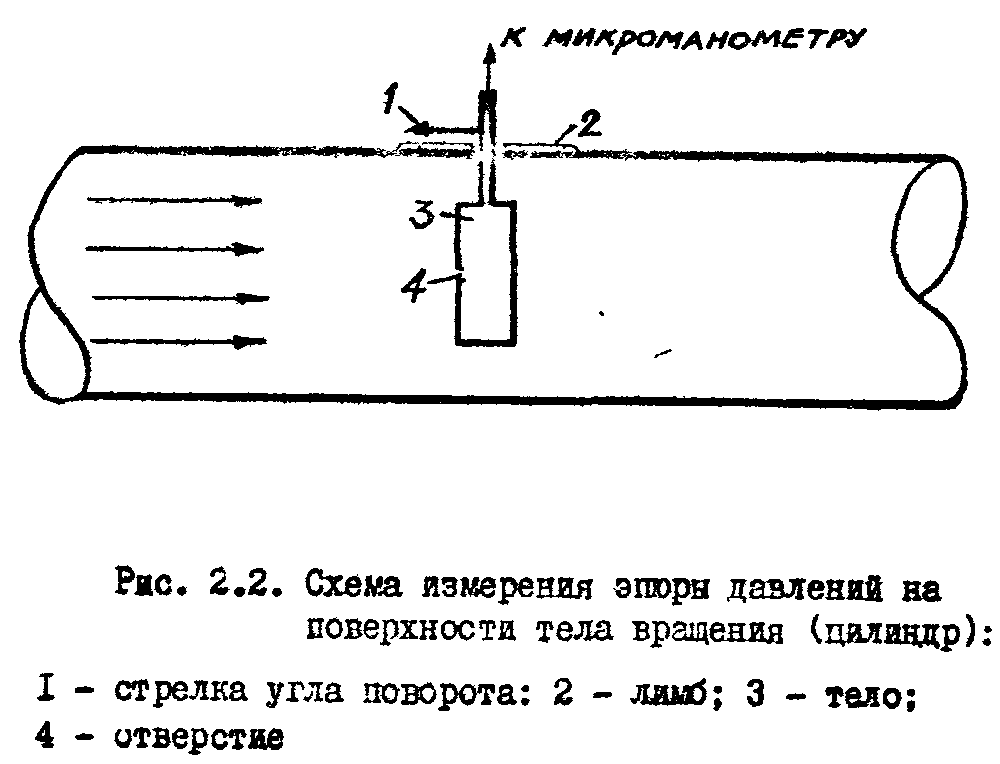 К МИКРОМАНОМЕТРУ
1
2
3
4
Рис. 2.2. Схема измерения эпюры давлений на
поверхности тела вращения (цилиндр):
I - стрелка угла поворота: 2 - лимб; 3 - тело;
4 - отверстие